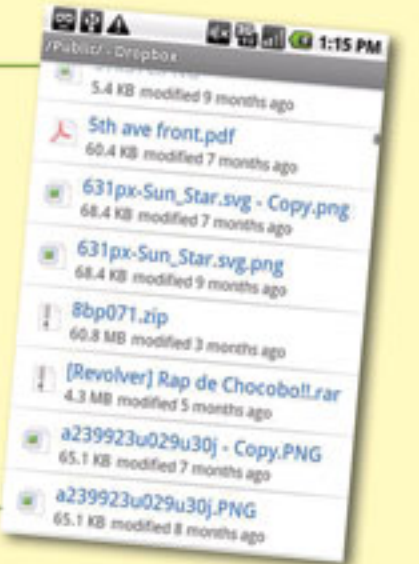 1:15 PM
/Public/ - Dropbox
5.4 KB modified 9 months ago
5th ave front.pdf
60.4 KB modified 7 months ago
631px-Sun_Star.svg - Copy.png
68.4 KB modified 7 months ago
631px-Sun_Star.svg.png
68.4 KB modified 9 months ago
8bp071.zip
60.8 MB modified 3 months ago
[Revolver] Rap de Chocobo!!.rar
4.3 MB modified 5 months ago
a239923u029u30j - Copy.PNG
65.1 KB modified 7 months ago
a239923u029u30j.PNG
65.1 KB modified 8 months ago